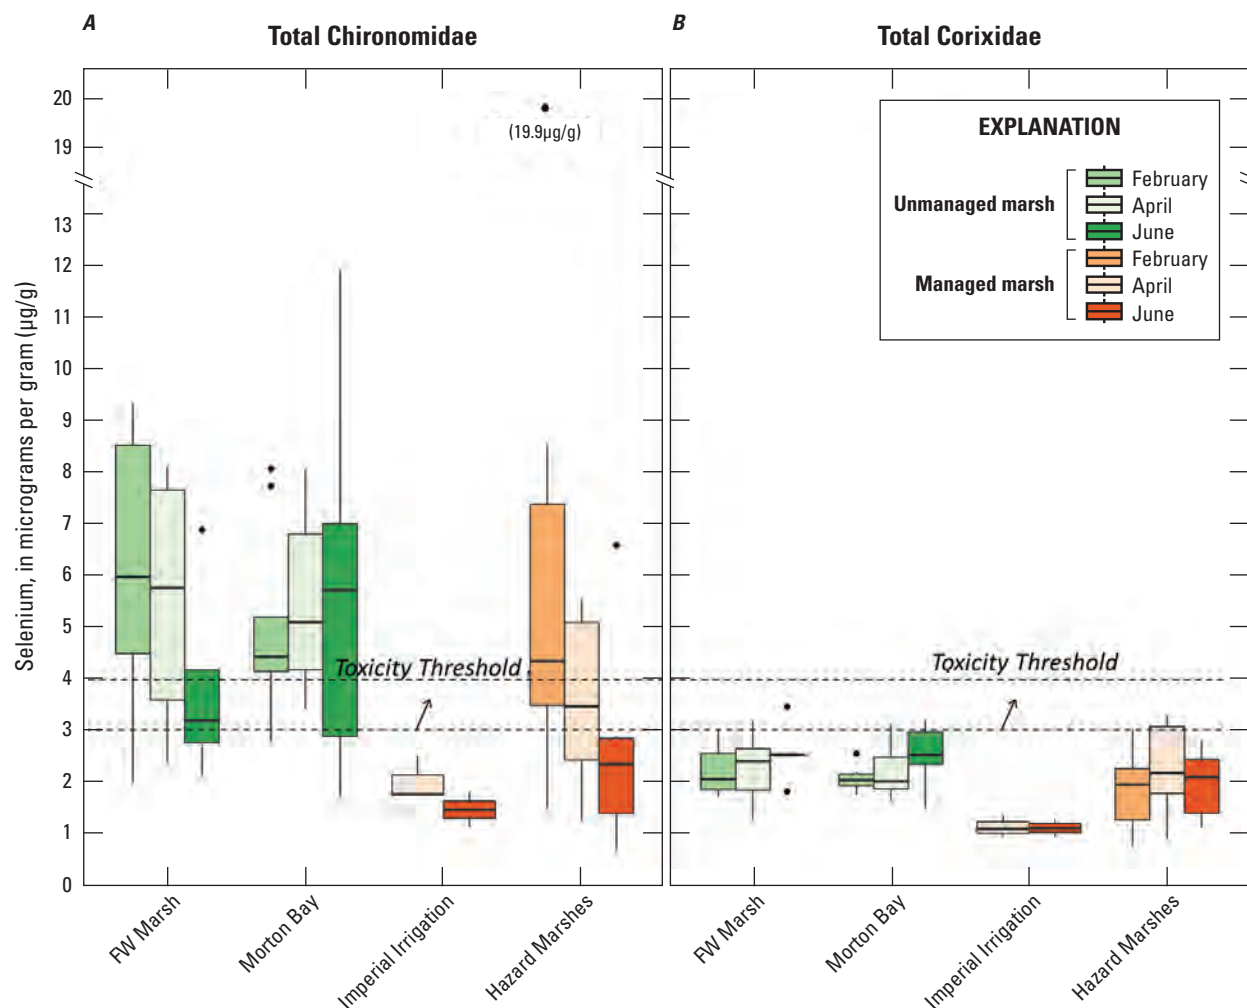 A
Total Chironomidae
B
Total Corixidae
Selenium, in micrograms per gram (µg/g)
20
19
13
12
11
10
9
8
7
6
5
4
3
2
1
0
(19.9µg/g)
Toxicity Threshold
EXPLANATION
Unmanaged marsh
February
April
June
Managed marsh
February
April
June
Toxicity Threshold
FW Marsh
Morton Bay
Imperial Irrigation
Hazard Marshes
FW Marsh
Morton Bay
Imperial Irrigation
Hazard Marshes